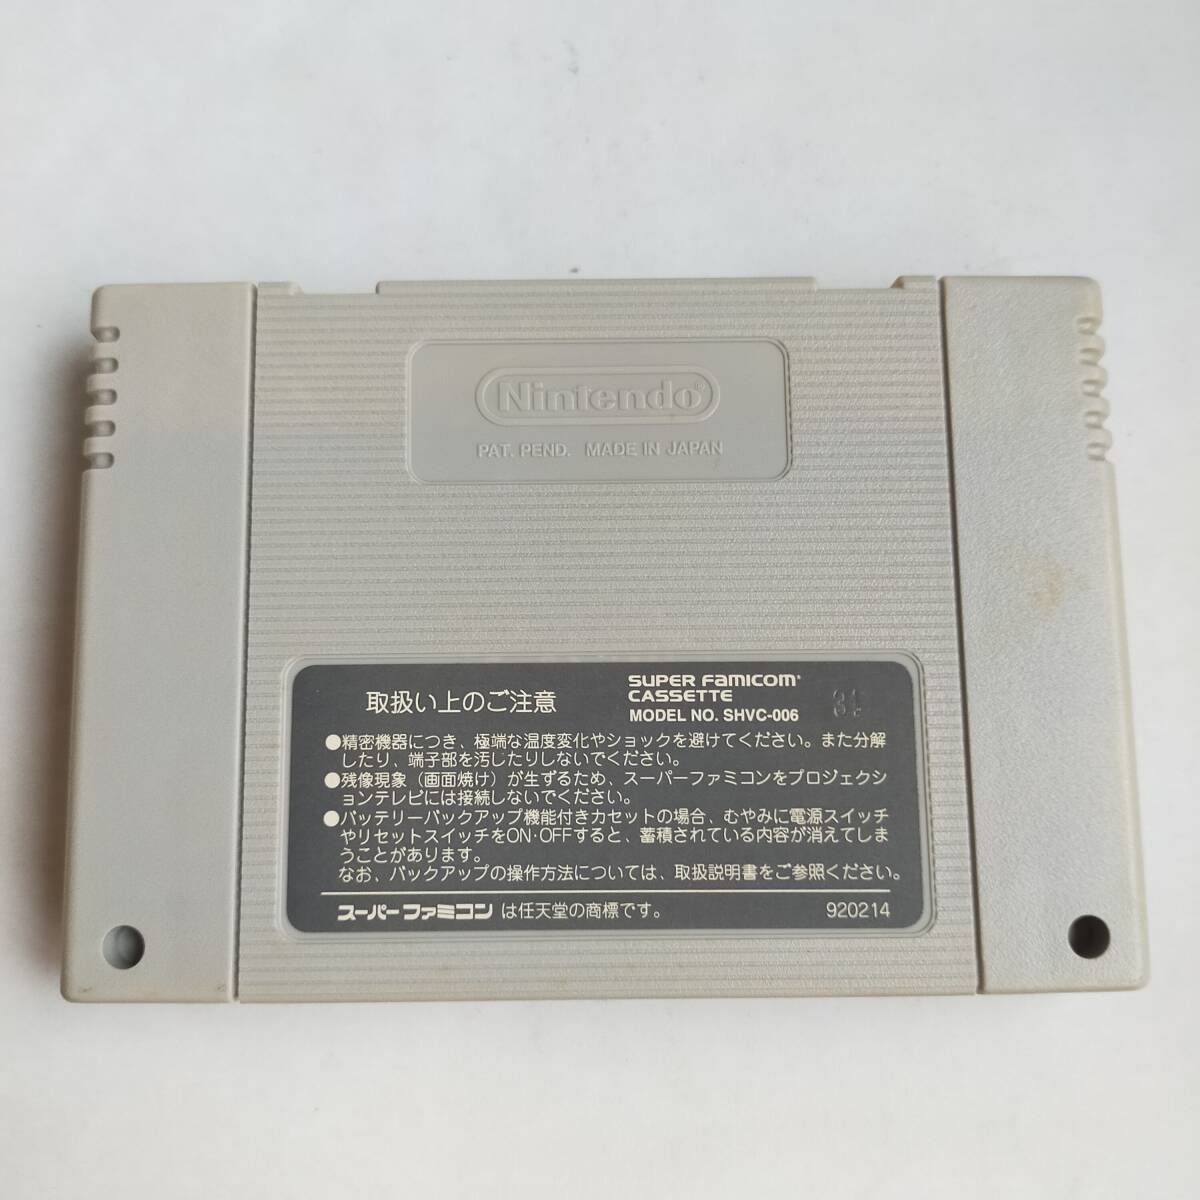 Nintendo®
PAT. PEND. MADE IN JAPAN
取扱い上のご注意
SUPER FAMICOM
CASSETTE
MODEL NO. SHVC-006
●精密機器につき、極端な温度変化やショックを避けてください。また分解
したり、端子部を汚したりしないでください。
●残像現象（画面焼け）が生ずるため、スーパーファミコンをプロジェクシ
ョンテレビには接続しないでください。
●バッテリーバックアップ機能付きカセットの場合、むやみに電源スイッチ
やリセットスイッチをON・OFFすると、蓄積されている内容が消えてしま
うことがあります。
なお、バックアップの操作方法については、取扱説明書をご参照ください。
スーパーファミコン は任天堂の商標です。
920214